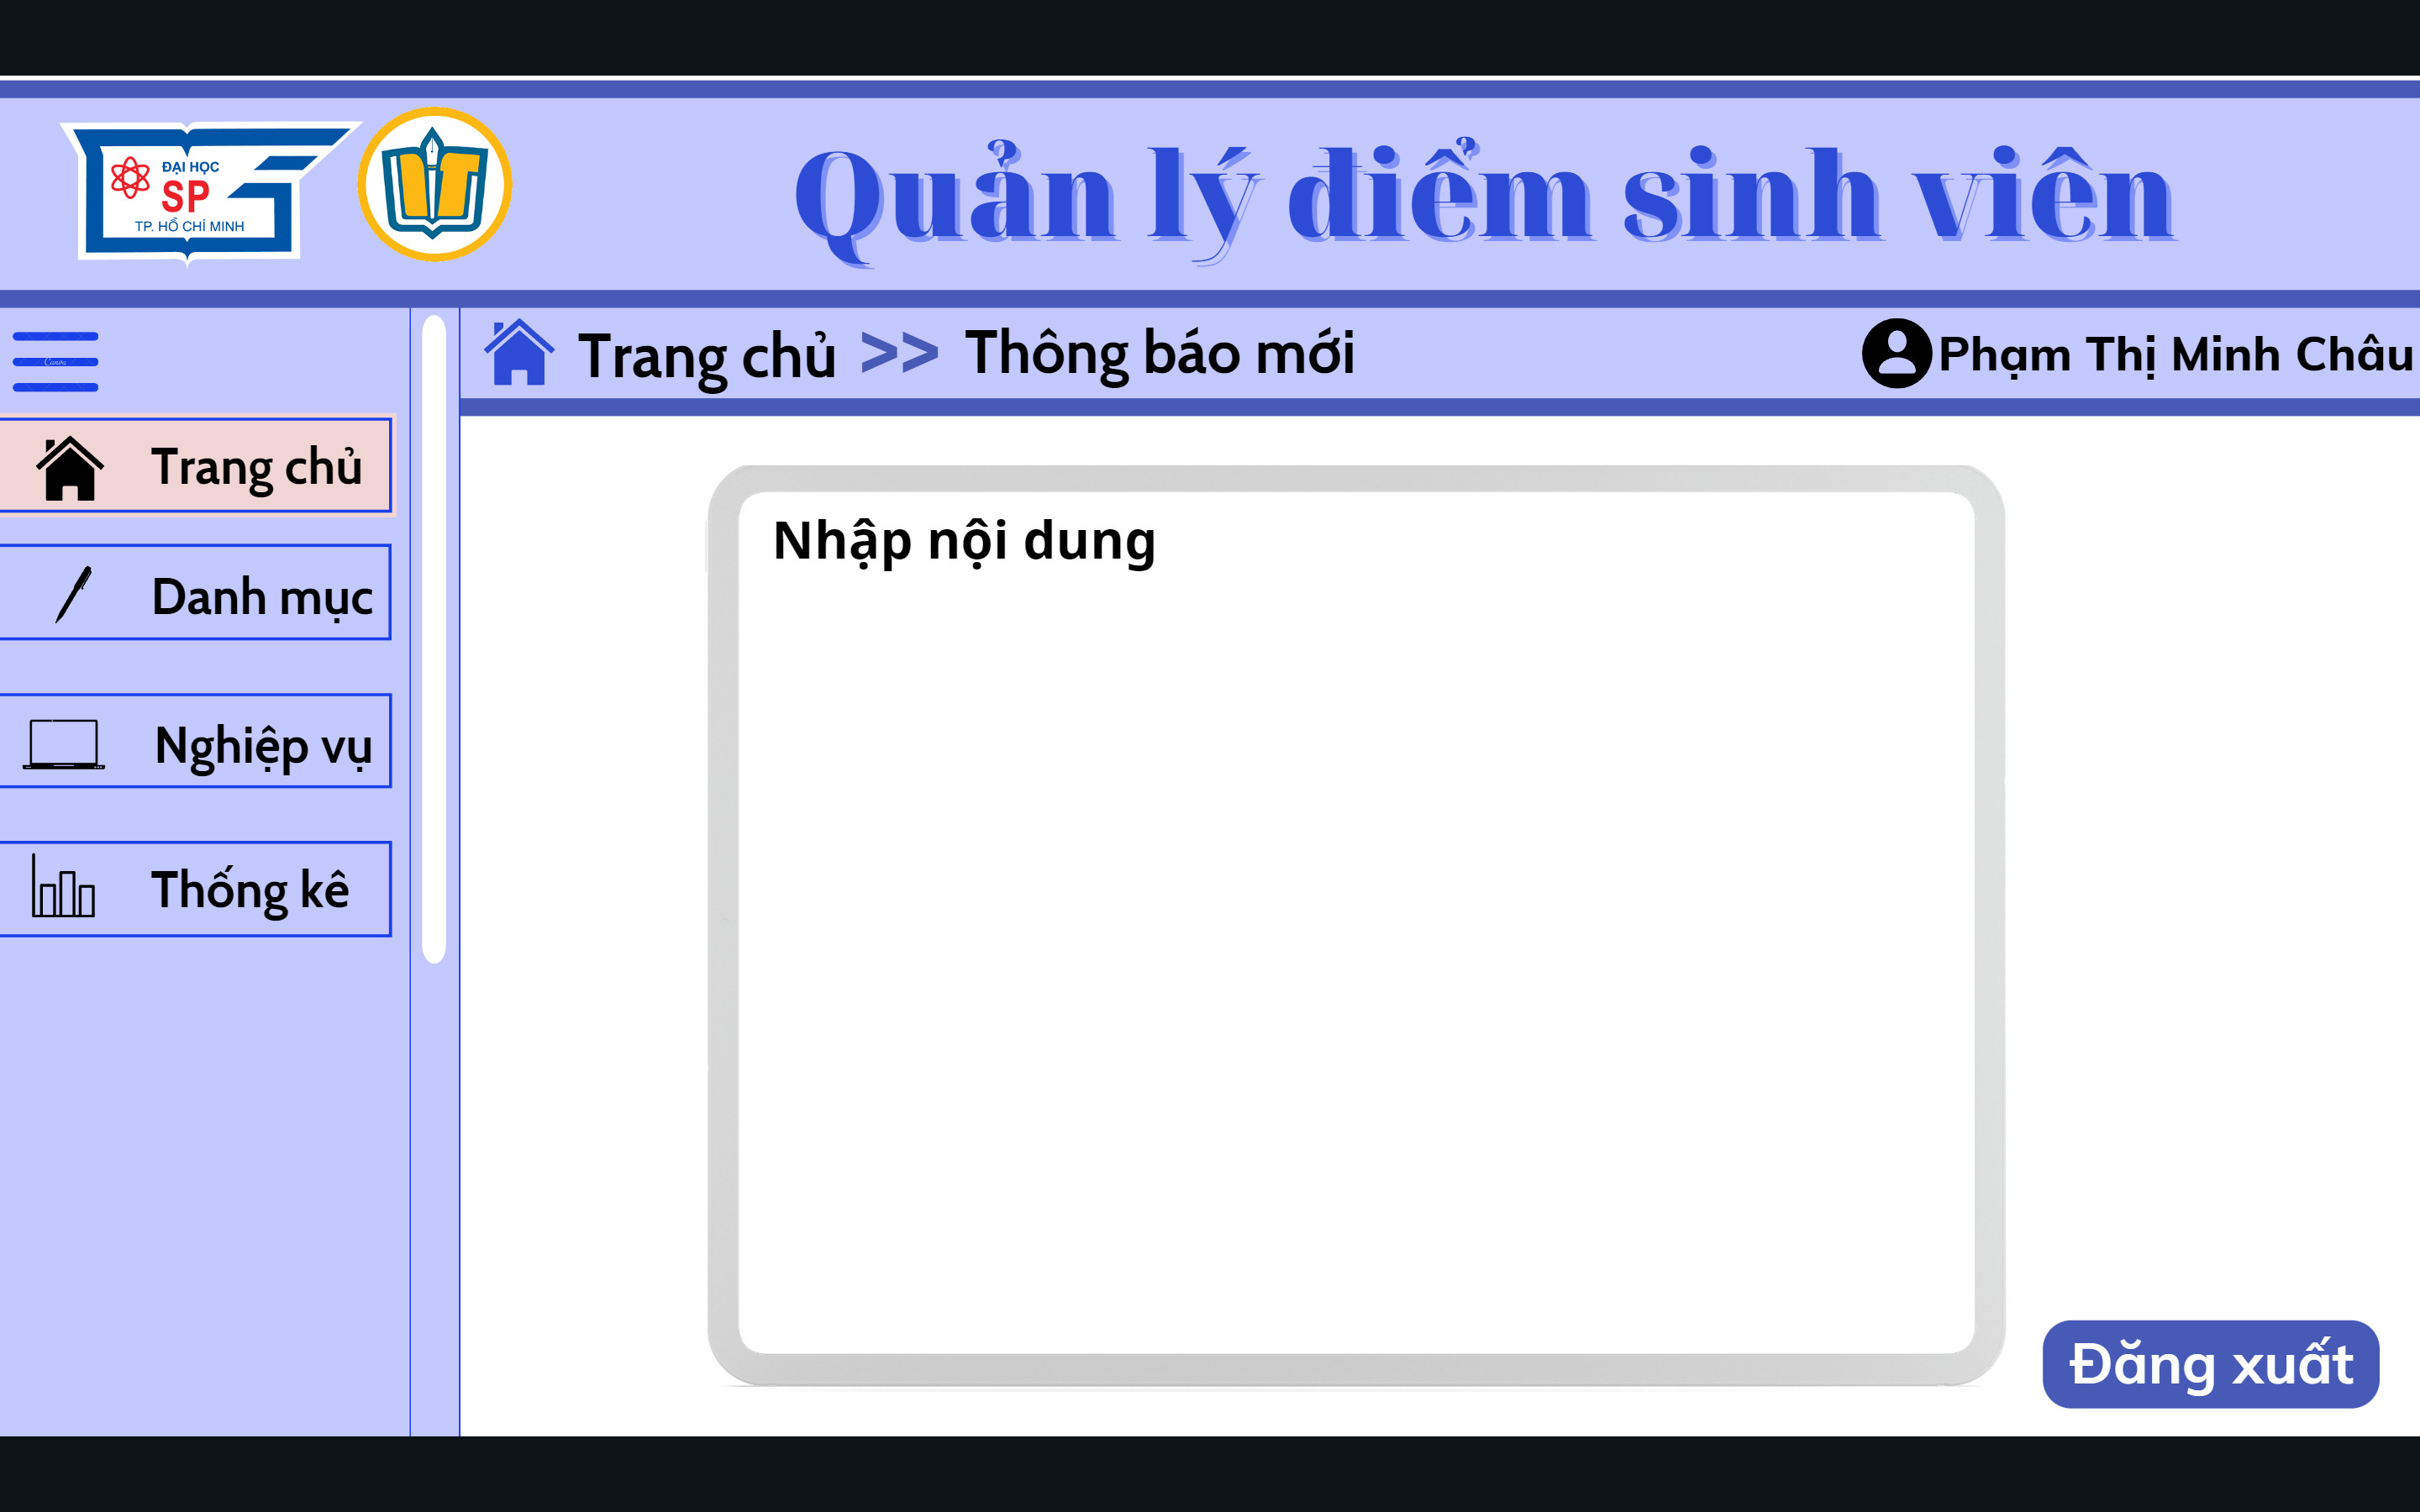 ĐẠI HỌC
SP
TP. HỒ CHÍ MINH
Quản lý điểm sinh viên
Canva
Trang chủ >> Thông báo mới
Phạm Thị Minh Châu
Trang chủ
Danh mục
Nghiệp vụ
Thống kê
Nhập nội dung
Đăng xuất